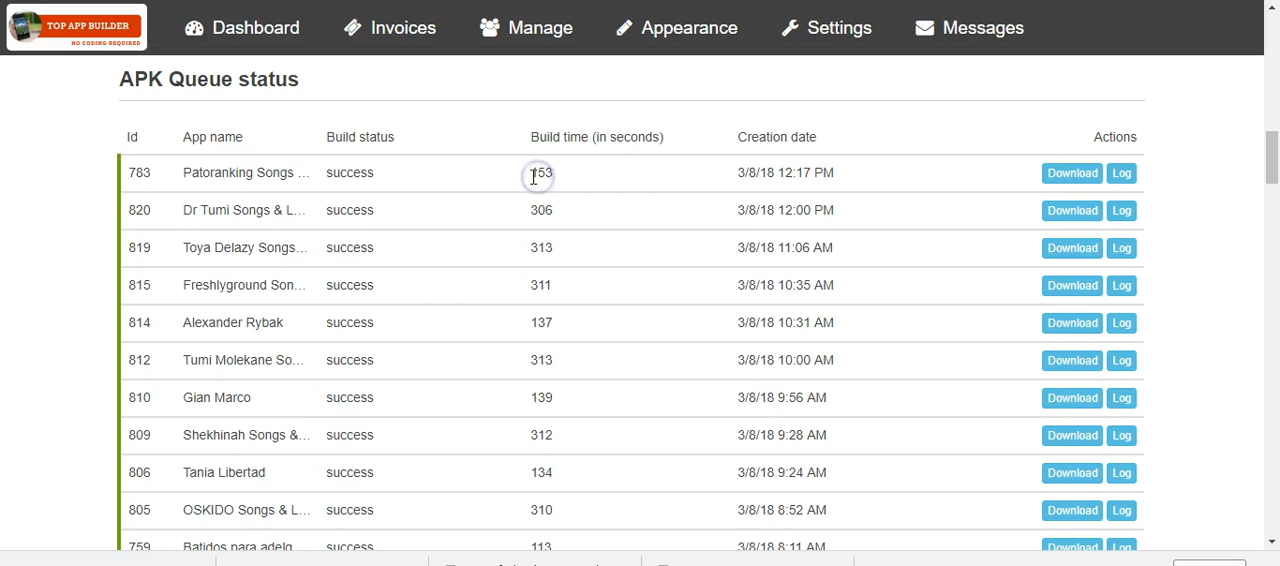 TOP APP BUILDER
NO CODING REQUIRED
Dashboard Invoices Manage Appearance Settings Messages
APK Queue status
Id App name Build status Build time (in seconds) Creation date Actions
783 Patoranking Songs ... success 153 3/8/18 12:17 PM Download Log
820 Dr Tumi Songs & L... success 306 3/8/18 12:00 PM Download Log
819 Toya Delazy Songs... success 313 3/8/18 11:06 AM Download Log
815 Freshlyground Son... success 311 3/8/18 10:35 AM Download Log
814 Alexander Rybak success 137 3/8/18 10:31 AM Download Log
812 Tumi Molekane So... success 313 3/8/18 10:00 AM Download Log
810 Gian Marco success 139 3/8/18 9:56 AM Download Log
809 Shekhinah Songs &... success 312 3/8/18 9:28 AM Download Log
806 Tania Libertad success 134 3/8/18 9:24 AM Download Log
805 OSKIDO Songs & L... success 310 3/8/18 8:52 AM Download Log
759 Batidos para adelg... success 113 3/8/18 8:11 AM Download Log